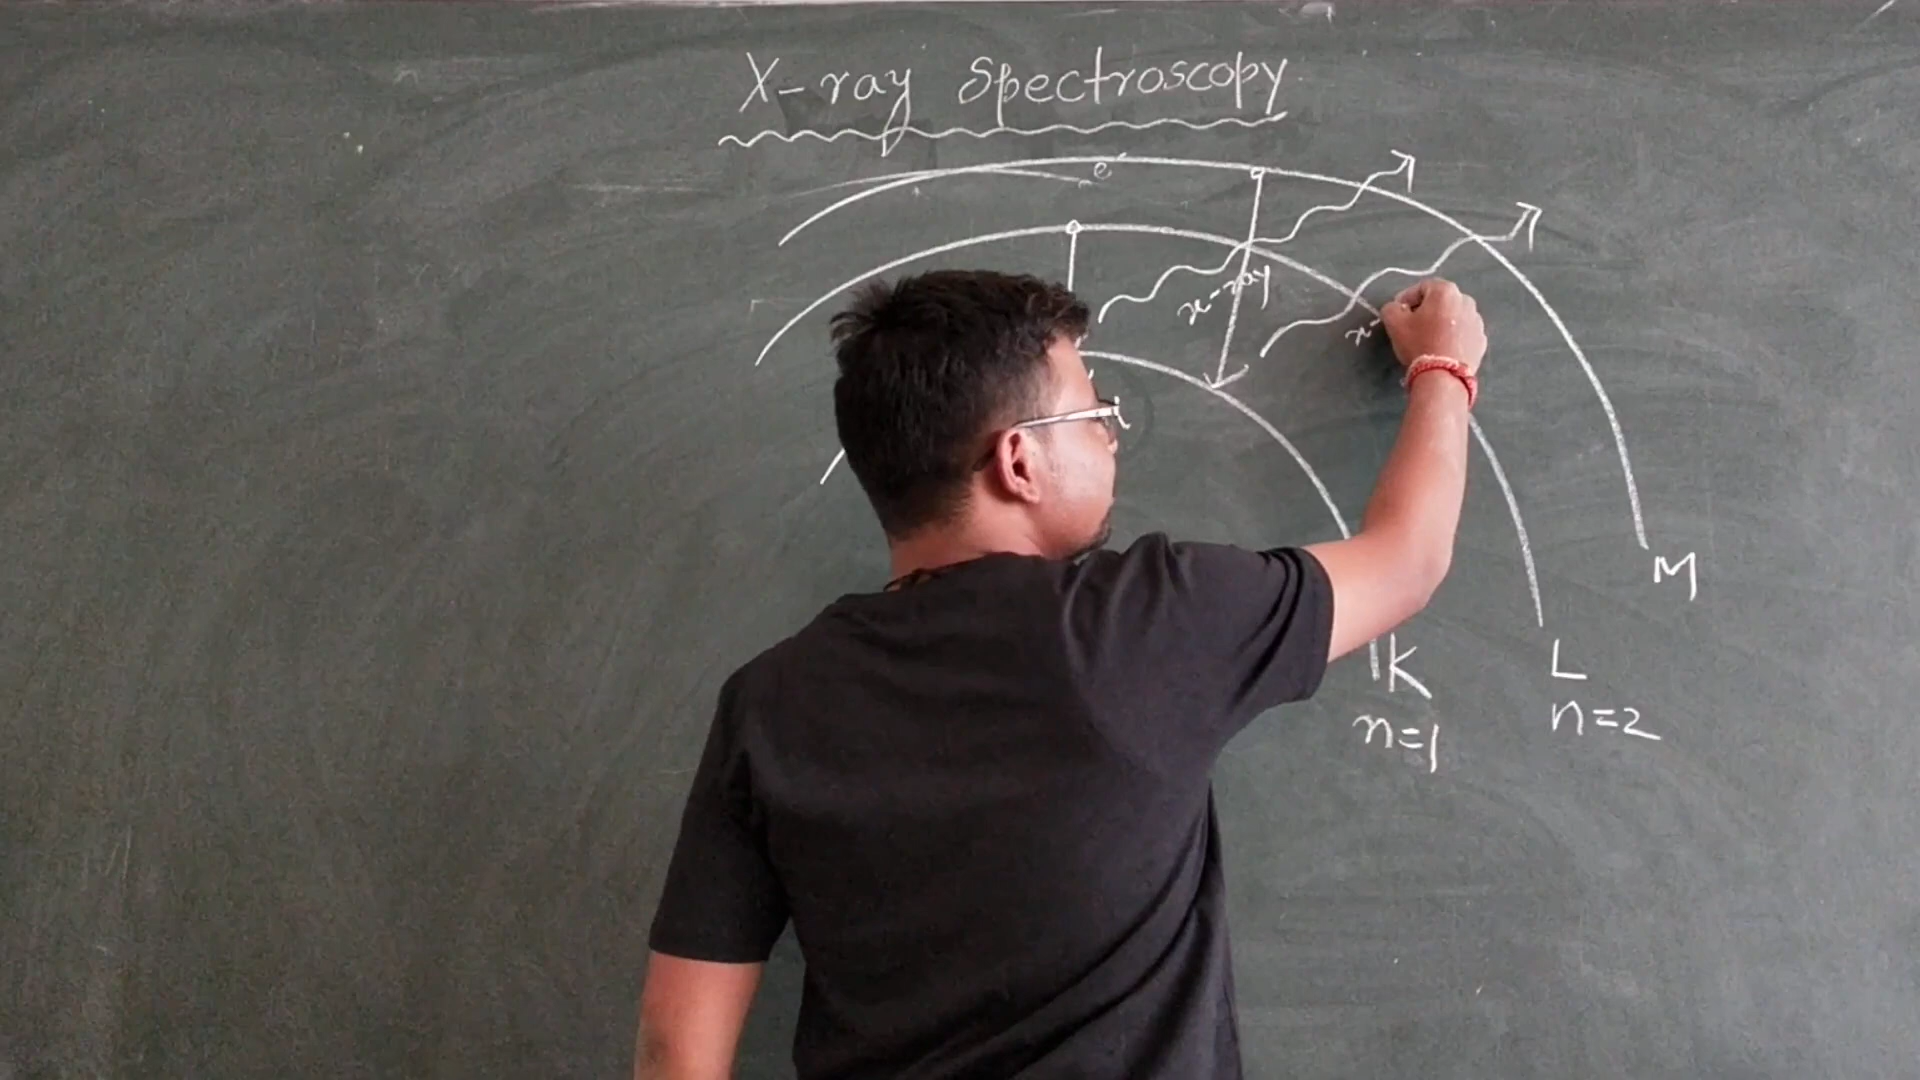 X-ray Spectroscopy
e⁻
x-ray
x-
M
K
L
n=1
n=2